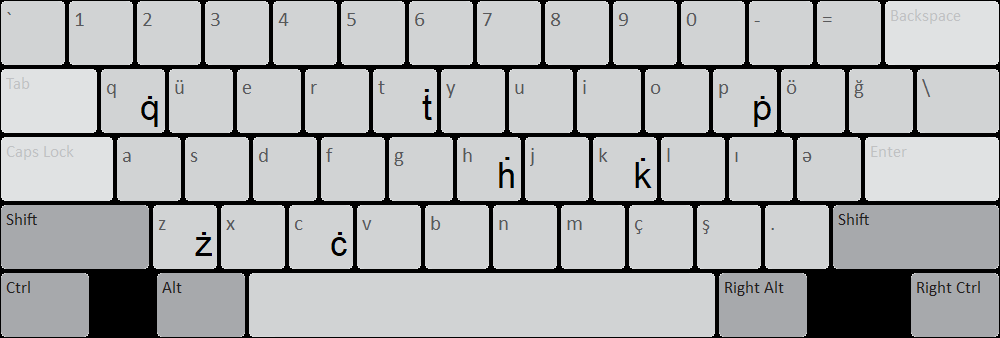 ` 1 2 3 4 5 6 7 8 9 0 - = Backspace
Tab q q̇ ü e r t ṫ y u i o p ṗ ö ğ \
Caps Lock a s d f g h ḣ j k k̇ l ı ə Enter
Shift z ż x c ċ v b n m ç ş . Shift
Ctrl Alt Right Alt Right Ctrl